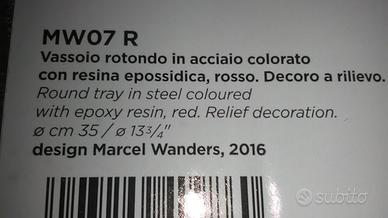 MW07 R
Vassoio rotondo in acciaio colorato
con resina epossidica, rosso. Decoro a rilievo.
Round tray in steel coloured
with epoxy resin, red. Relief decoration.
ø cm 35 / ø 13¾"
design Marcel Wanders, 2016
subito